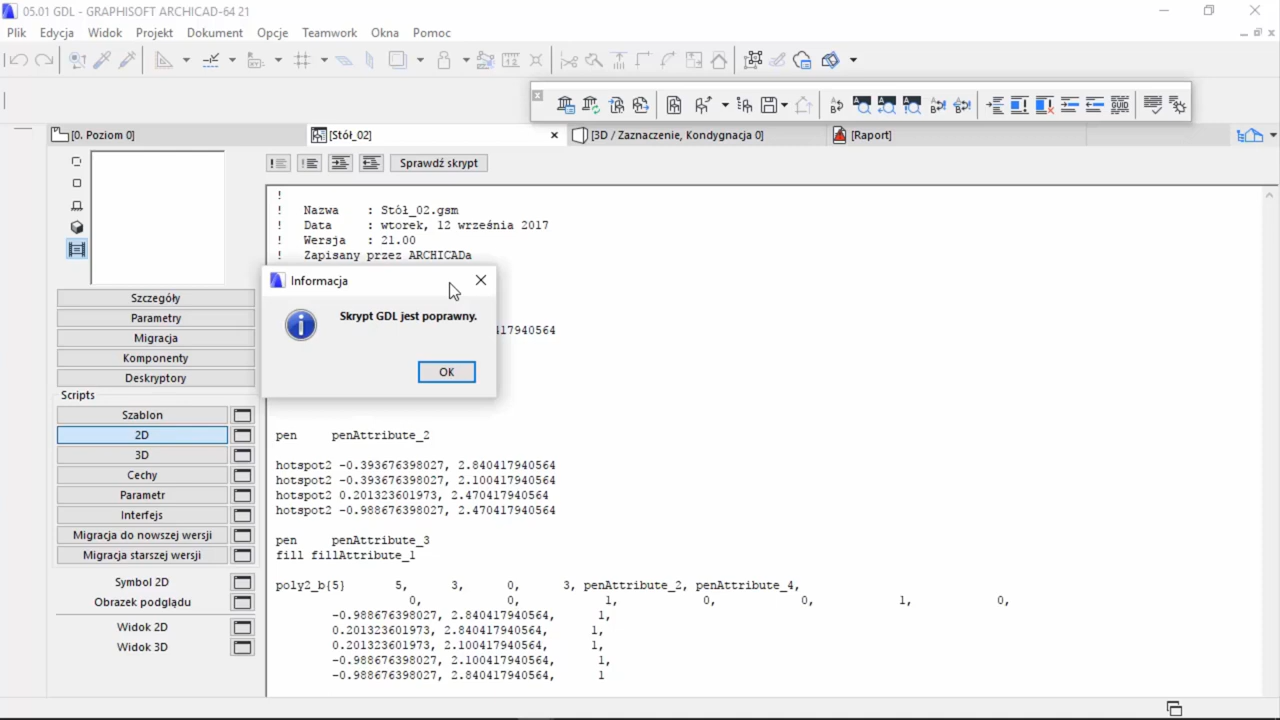 05.01 GDL - GRAPHISOFT ARCHICAD-64 21
Plik Edycja Widok Projekt Dokument Opcje Teamwork Okna Pomoc
[0. Poziom 0]
[Stół_02]
[3D / Zaznaczenie, Kondygnacja 0]
[Raport]
Sprawdź skrypt
!
! Nazwa : Stół_02.gsm
! Data : wtorek, 12 września 2017
! Wersja : 21.00
! Zapisany przez ARCHICADa
Informacja
Skrypt GDL jest poprawny.
OK
417940564
Szczegóły
Parametry
Migracja
Komponenty
Deskryptory
Scripts
Szablon
2D
3D
Cechy
Parametr
Interfejs
Migracja do nowszej wersji
Migracja starszej wersji
Symbol 2D
Obrazek podglądu
Widok 2D
Widok 3D
pen penAttribute_2
hotspot2 -0.393676398027, 2.840417940564
hotspot2 -0.393676398027, 2.100417940564
hotspot2 0.201323601973, 2.470417940564
hotspot2 -0.988676398027, 2.470417940564
pen penAttribute_3
fill fillAttribute_1
poly2_b{5} 5, 3, 0, 3, penAttribute_2, penAttribute_4,
0, 0, 1, 0, 0, 1, 0,
-0.988676398027, 2.840417940564, 1,
0.201323601973, 2.840417940564, 1,
0.201323601973, 2.100417940564, 1,
-0.988676398027, 2.100417940564, 1,
-0.988676398027, 2.840417940564, 1